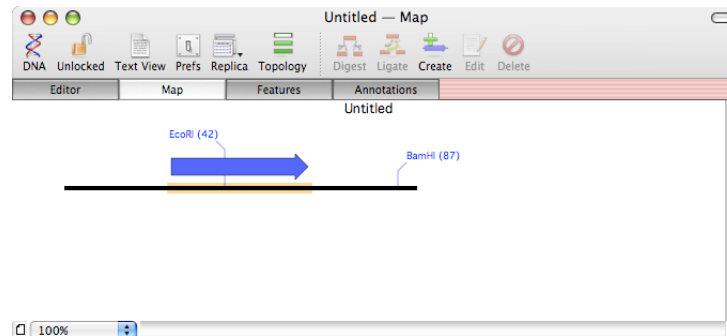 Untitled — Map
DNA Unlocked Text View Prefs Replica Topology Digest Ligate Create Edit Delete
Editor Map Features Annotations
Untitled
EcoRI (42)
BamHI (87)
100%